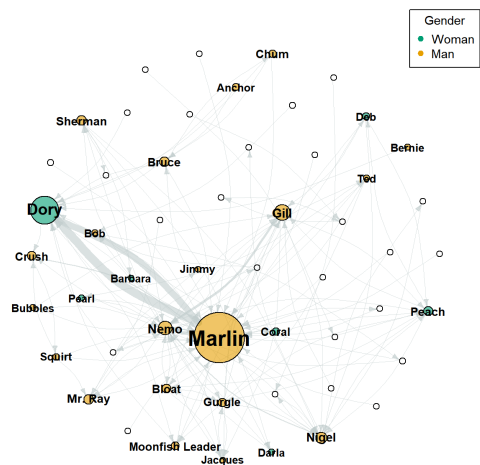 Gender
Woman
Man
Chum
Anchor
Sherman
Deb
Bernie
Bruce
Ted
Dory
Gill
Bob
Crush
Jimmy
Barbara
Pearl
Bubbles
Peach
Nemo
Coral
Marlin
Squirt
Bloat
Mr. Ray
Gurgle
Nigel
Moonfish Leader
Darla
Jacques